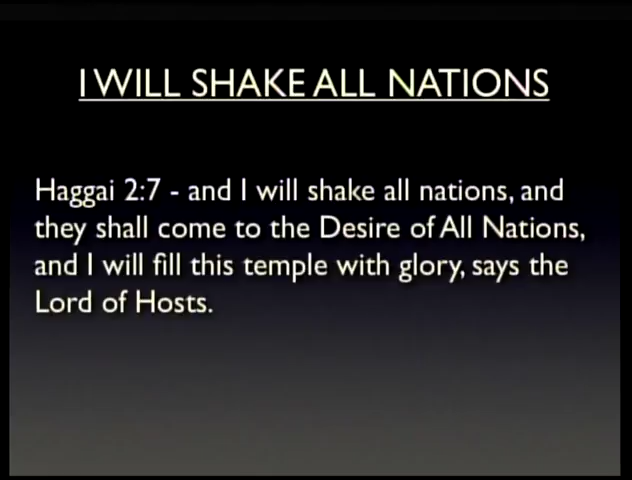 I WILL SHAKE ALL NATIONS
Haggai 2:7 - and I will shake all nations, and
they shall come to the Desire of All Nations,
and I will fill this temple with glory, says the
Lord of Hosts.